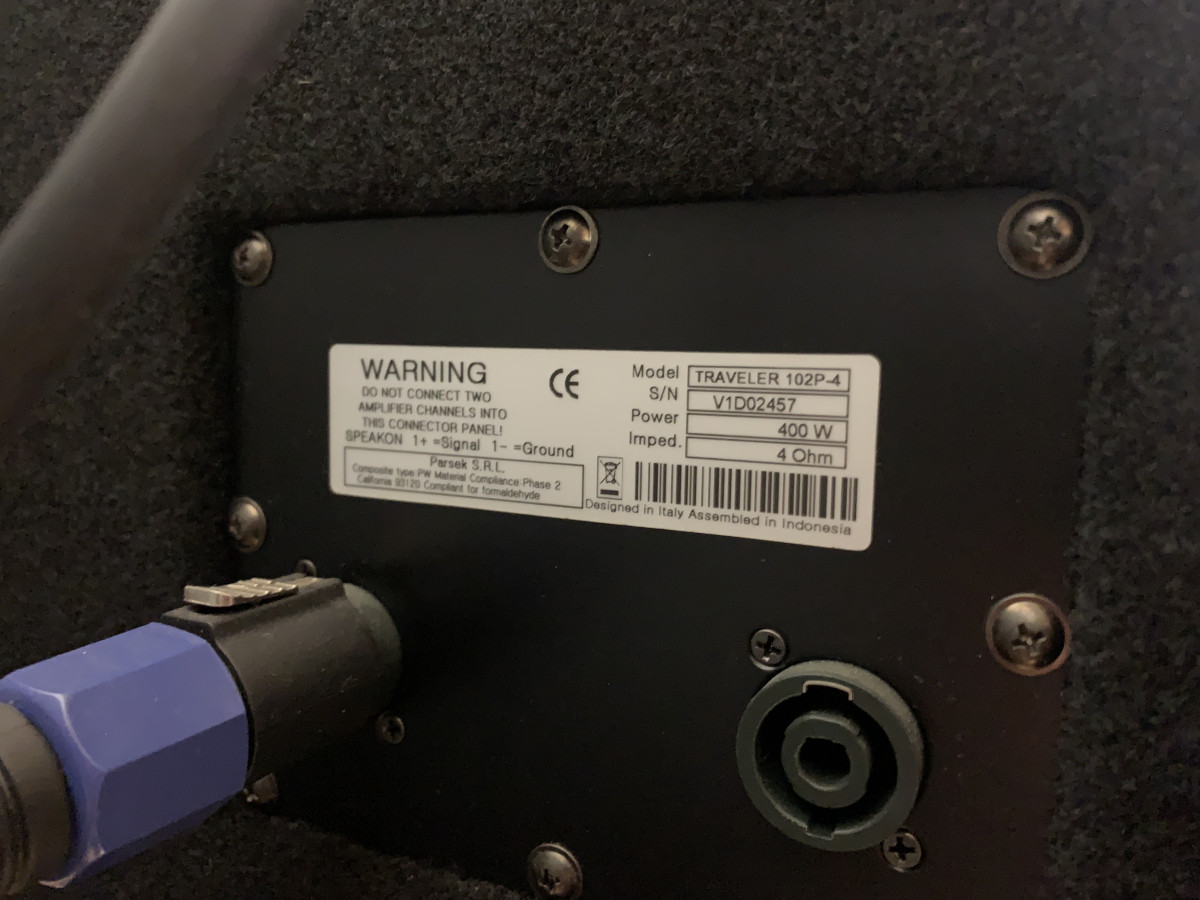 WARNING
DO NOT CONNECT TWO
AMPLIFIER CHANNELS INTO
THIS CONNECTOR PANEL!
SPEAKON 1+ =Signal 1- =Ground
Parsek S.R.L.
Composite type:PW Material Compliance:Phase 2
California 93120 Compliant for formaldehyde
CE
Model TRAVELER 102P-4
S/N V1D02457
Power 400 W
Imped. 4 Ohm
Designed in Italy Assembled in Indonesia